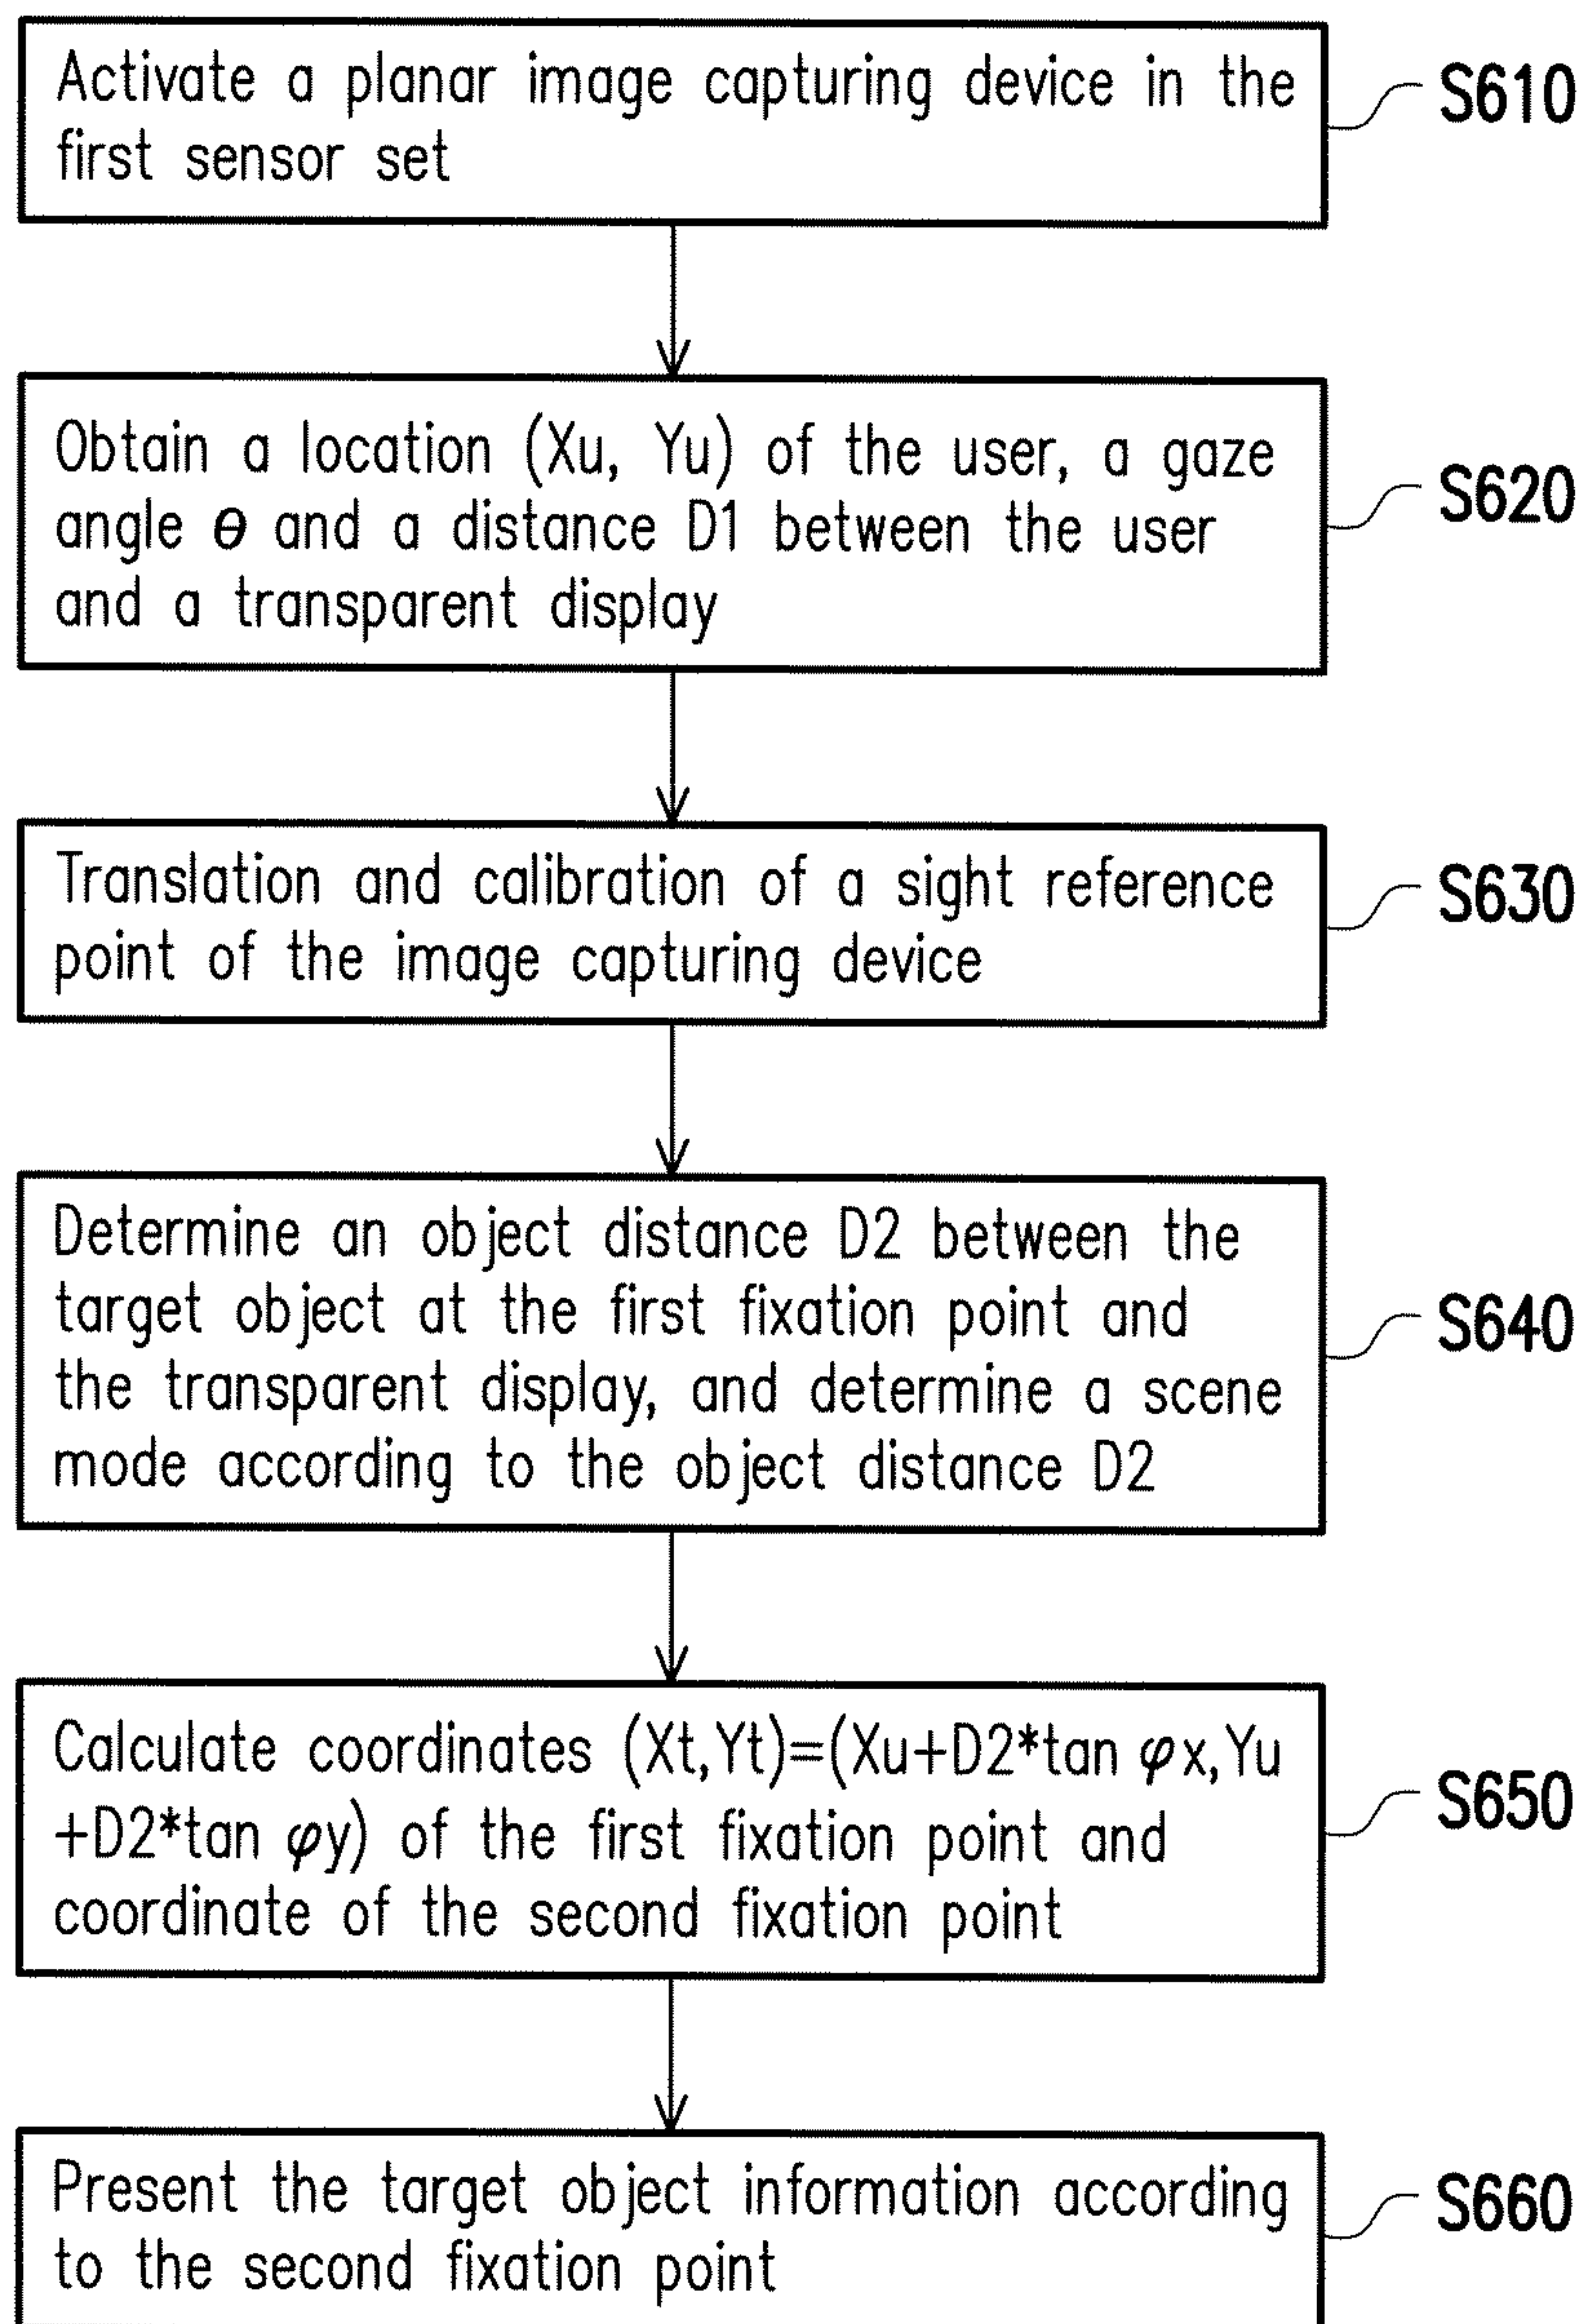 Activate a planar image capturing device in the
first sensor set
S610
Obtain a location (Xu, Yu) of the user, a gaze
angle θ and a distance D1 between the user
and a transparent display
S620
Translation and calibration of a sight reference
point of the image capturing device
S630
Determine an object distance D2 between the
target object at the first fixation point and
the transparent display, and determine a scene
mode according to the object distance D2
S640
Calculate coordinates (Xt,Yt)=(Xu+D2*tan φx,Yu
+D2*tan φy) of the first fixation point and
coordinate of the second fixation point
S650
Present the target object information according
to the second fixation point
S660